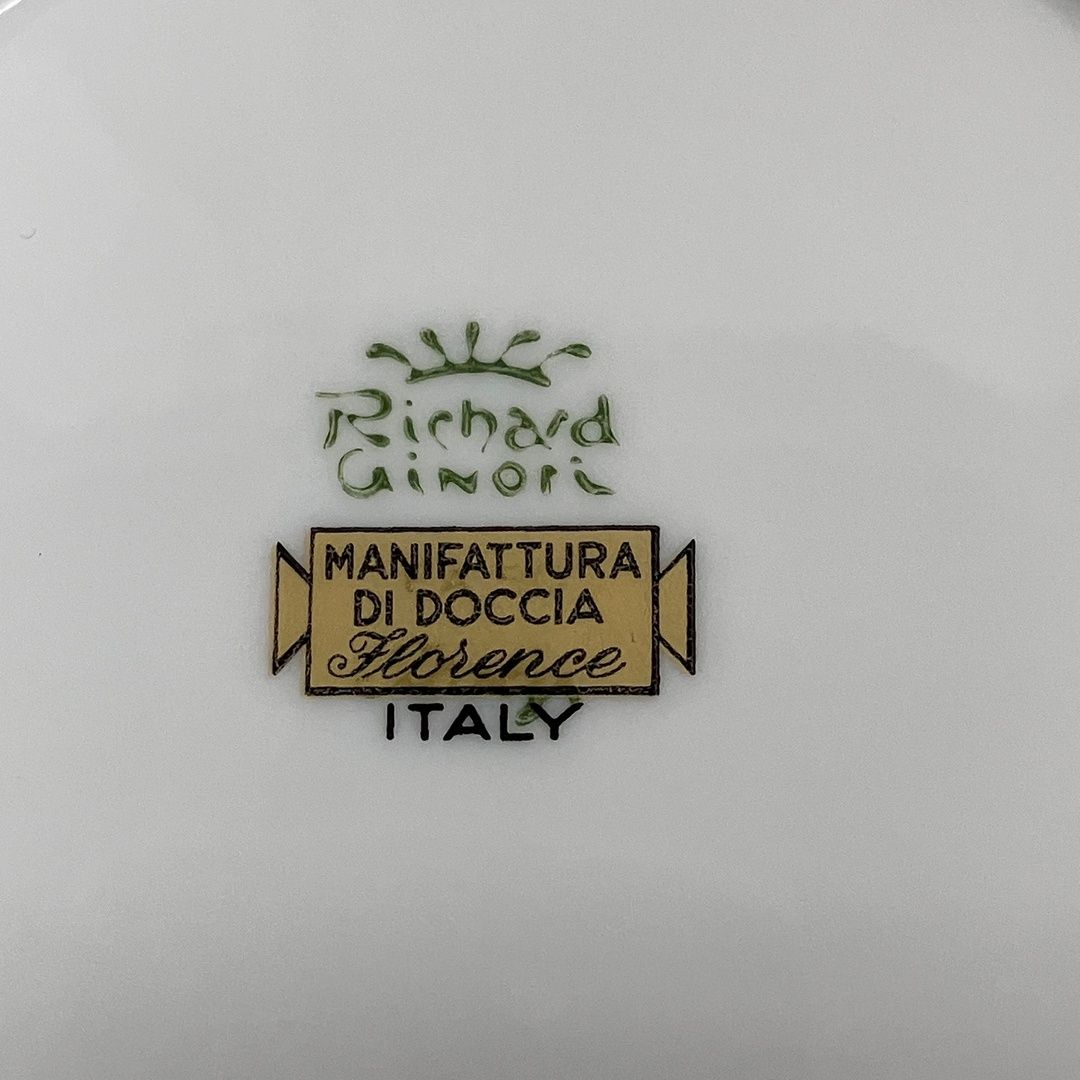 Richard
Ginori
MANIFATTURA
DI DOCCIA
Florence
ITALY